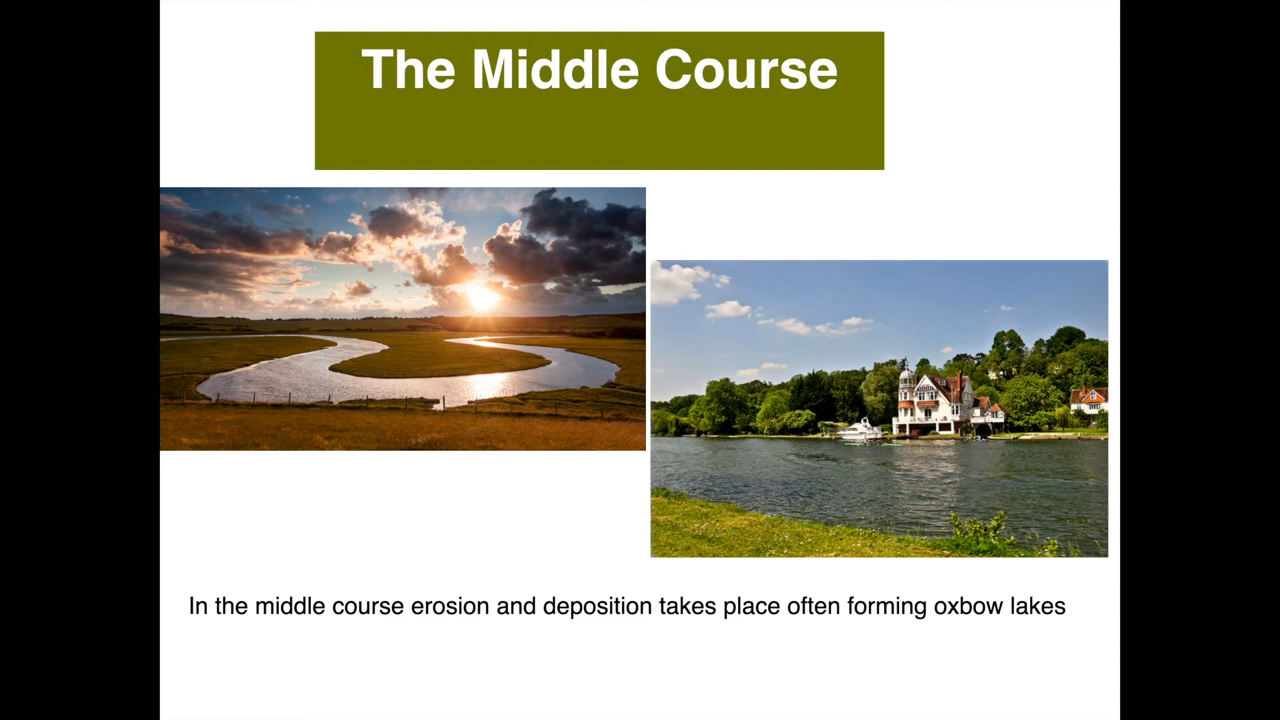 The Middle Course
In the middle course erosion and deposition takes place often forming oxbow lakes